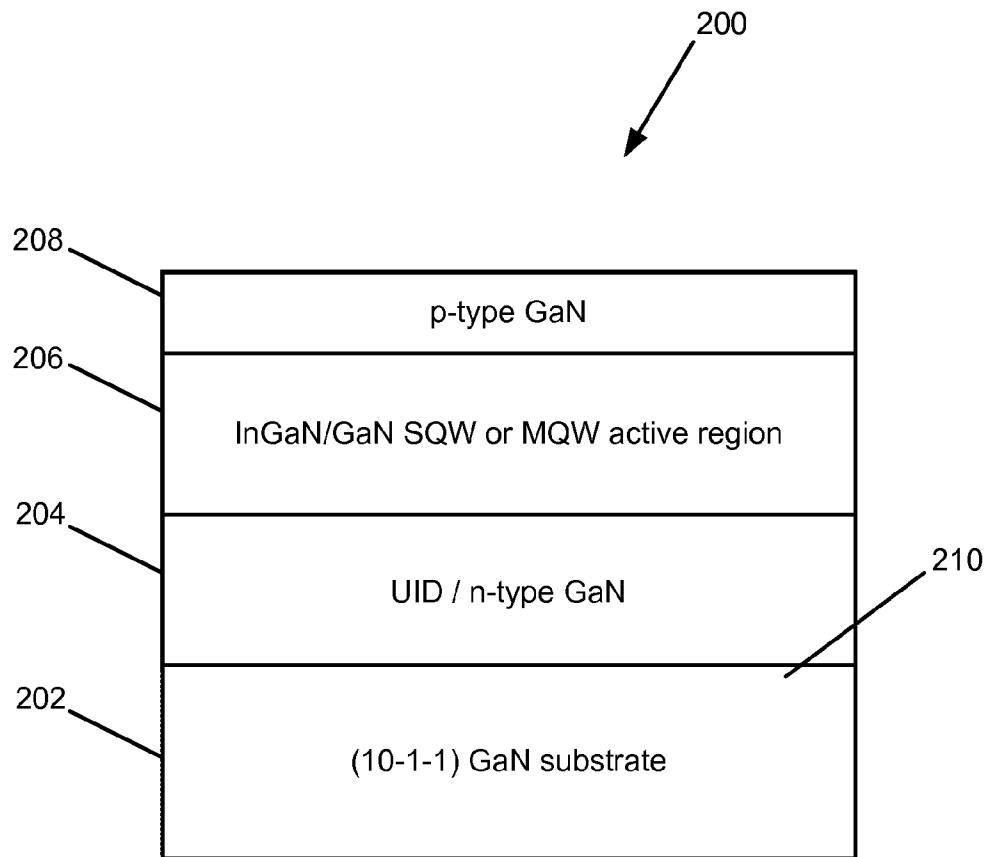 200
208
p-type GaN
206
InGaN/GaN SQW or MQW active region
204
210
UID / n-type GaN
202
(10-1-1) GaN substrate